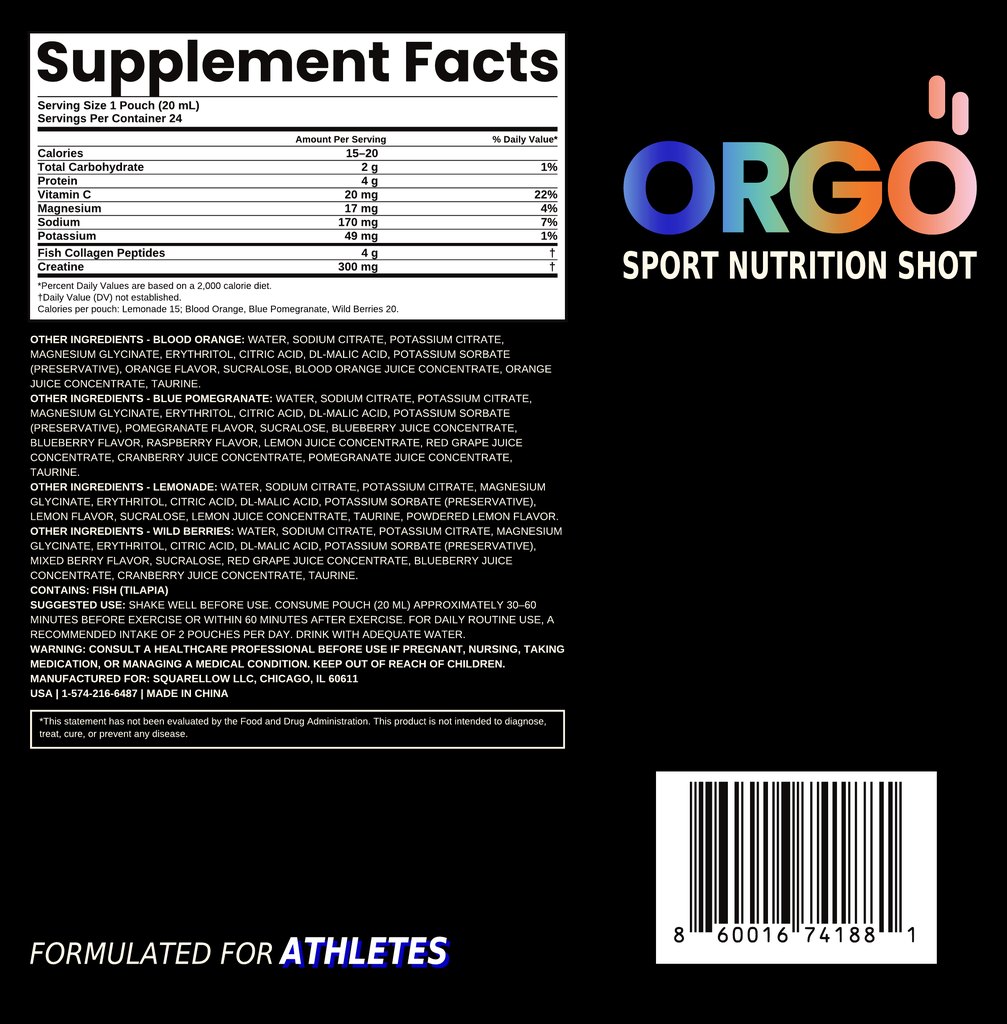 Supplement Facts
Serving Size 1 Pouch (20 mL)
Servings Per Container 24
Amount Per Serving % Daily Value*
Calories 15–20
Total Carbohydrate 2 g 1%
Protein 4 g
Vitamin C 20 mg 22%
Magnesium 17 mg 4%
Sodium 170 mg 7%
Potassium 49 mg 1%
Fish Collagen Peptides 4 g †
Creatine 300 mg †
*Percent Daily Values are based on a 2,000 calorie diet.
†Daily Value (DV) not established.
Calories per pouch: Lemonade 15; Blood Orange, Blue Pomegranate, Wild Berries 20.
OTHER INGREDIENTS - BLOOD ORANGE: WATER, SODIUM CITRATE, POTASSIUM CITRATE,
MAGNESIUM GLYCINATE, ERYTHRITOL, CITRIC ACID, DL-MALIC ACID, POTASSIUM SORBATE
(PRESERVATIVE), ORANGE FLAVOR, SUCRALOSE, BLOOD ORANGE JUICE CONCENTRATE, ORANGE
JUICE CONCENTRATE, TAURINE.
OTHER INGREDIENTS - BLUE POMEGRANATE: WATER, SODIUM CITRATE, POTASSIUM CITRATE,
MAGNESIUM GLYCINATE, ERYTHRITOL, CITRIC ACID, DL-MALIC ACID, POTASSIUM SORBATE
(PRESERVATIVE), POMEGRANATE FLAVOR, SUCRALOSE, BLUEBERRY JUICE CONCENTRATE,
BLUEBERRY FLAVOR, RASPBERRY FLAVOR, LEMON JUICE CONCENTRATE, RED GRAPE JUICE
CONCENTRATE, CRANBERRY JUICE CONCENTRATE, POMEGRANATE JUICE CONCENTRATE,
TAURINE.
OTHER INGREDIENTS - LEMONADE: WATER, SODIUM CITRATE, POTASSIUM CITRATE, MAGNESIUM
GLYCINATE, ERYTHRITOL, CITRIC ACID, DL-MALIC ACID, POTASSIUM SORBATE (PRESERVATIVE),
LEMON FLAVOR, SUCRALOSE, LEMON JUICE CONCENTRATE, TAURINE, POWDERED LEMON FLAVOR.
OTHER INGREDIENTS - WILD BERRIES: WATER, SODIUM CITRATE, POTASSIUM CITRATE, MAGNESIUM
GLYCINATE, ERYTHRITOL, CITRIC ACID, DL-MALIC ACID, POTASSIUM SORBATE (PRESERVATIVE),
MIXED BERRY FLAVOR, SUCRALOSE, RED GRAPE JUICE CONCENTRATE, BLUEBERRY JUICE
CONCENTRATE, CRANBERRY JUICE CONCENTRATE, TAURINE.
CONTAINS: FISH (TILAPIA)
SUGGESTED USE: SHAKE WELL BEFORE USE. CONSUME POUCH (20 ML) APPROXIMATELY 30–60
MINUTES BEFORE EXERCISE OR WITHIN 60 MINUTES AFTER EXERCISE. FOR DAILY ROUTINE USE, A
RECOMMENDED INTAKE OF 2 POUCHES PER DAY. DRINK WITH ADEQUATE WATER.
WARNING: CONSULT A HEALTHCARE PROFESSIONAL BEFORE USE IF PREGNANT, NURSING, TAKING
MEDICATION, OR MANAGING A MEDICAL CONDITION. KEEP OUT OF REACH OF CHILDREN.
MANUFACTURED FOR: SQUARELLOW LLC, CHICAGO, IL 60611
USA | 1-574-216-6487 | MADE IN CHINA
*This statement has not been evaluated by the Food and Drug Administration. This product is not intended to diagnose,
treat, cure, or prevent any disease.
FORMULATED FOR ATHLETES
ORGO
SPORT NUTRITION SHOT
8 60016 74188 1